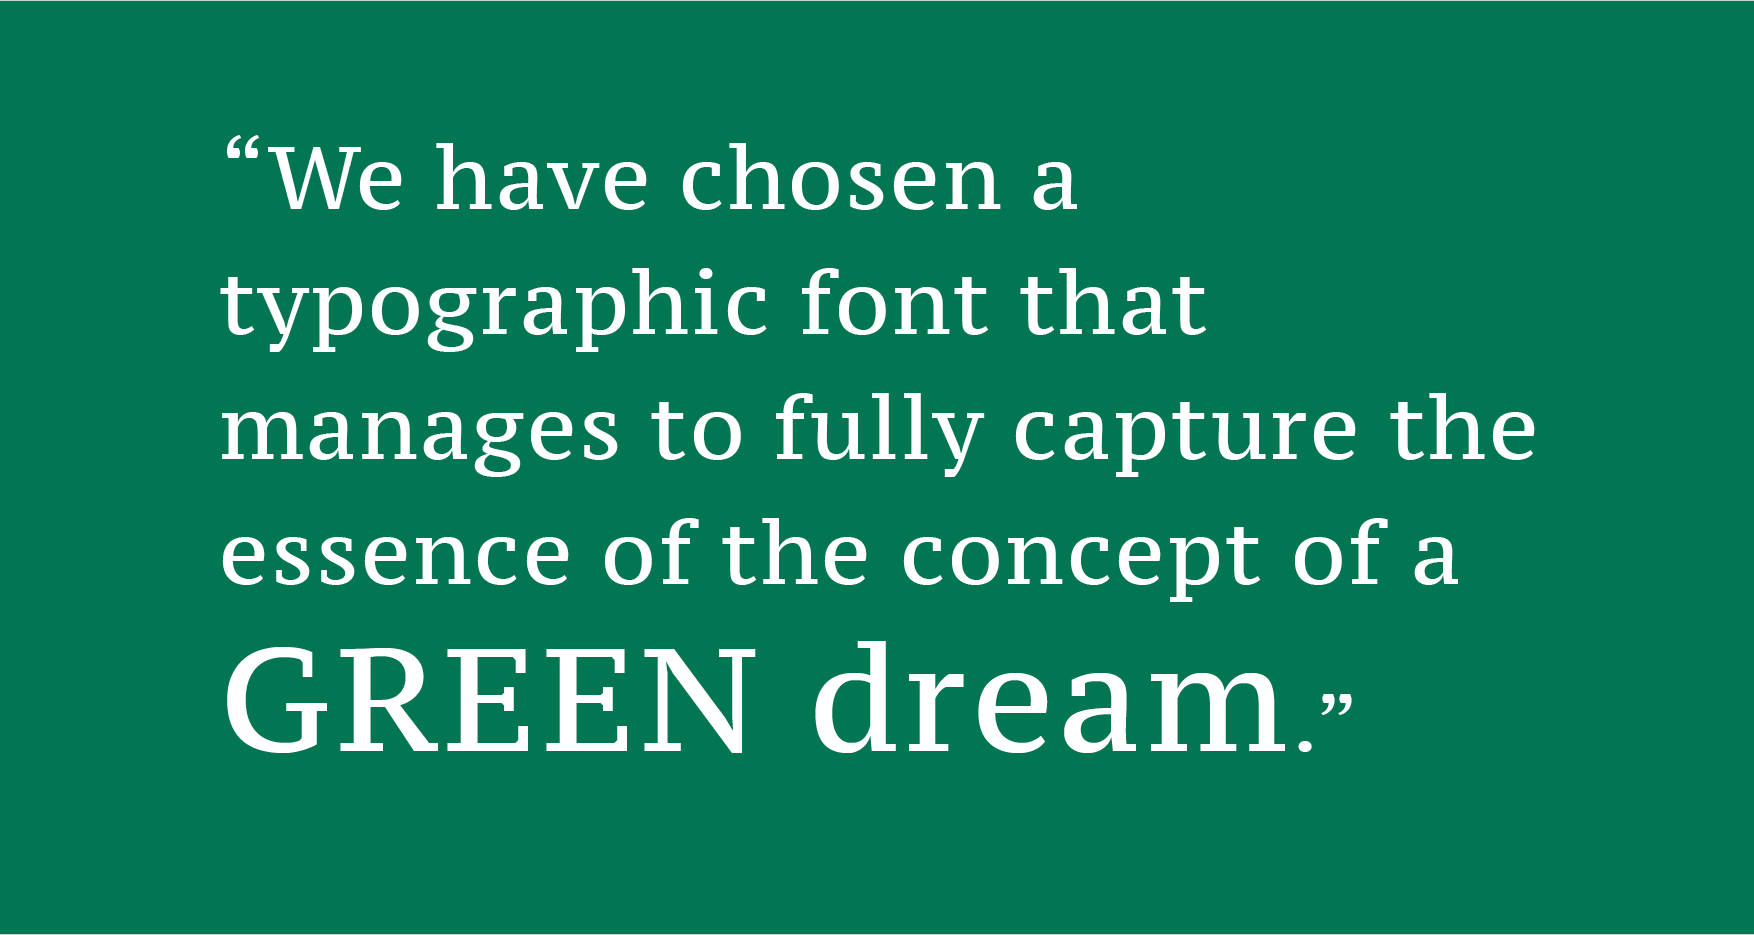 “We have chosen a
typographic font that
manages to fully capture the
essence of the concept of a
GREEN dream.”